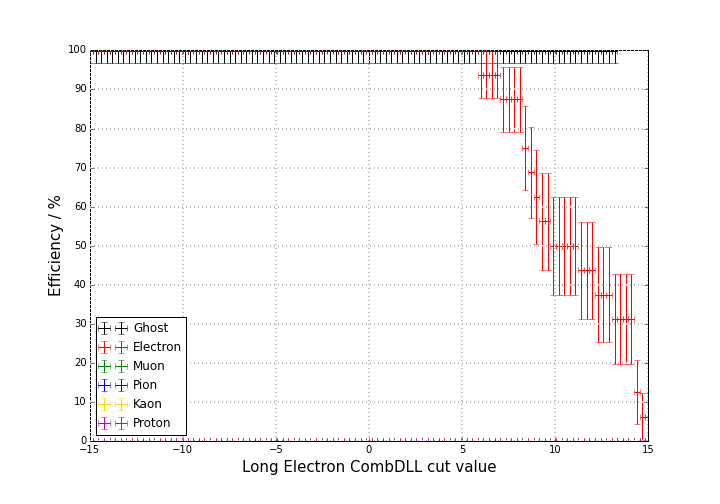 100
90
80
70
60
50
40
30
20
10
0
Efficiency / %
Ghost
Electron
Muon
Pion
Kaon
Proton
−15 −10 −5 0 5 10 15
Long Electron CombDLL cut value